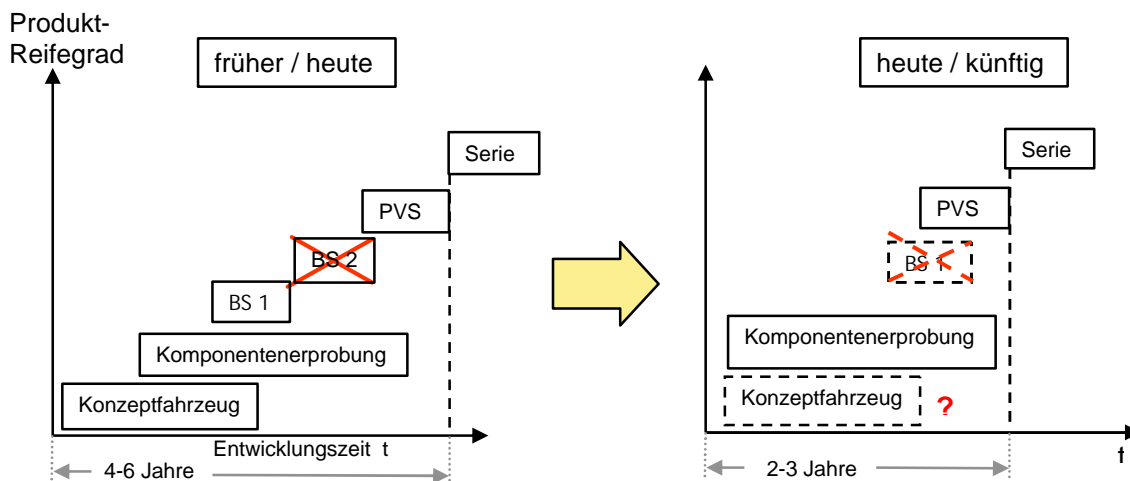 Produkt-
Reifegrad
früher / heute
Serie
PVS
BS 2
BS 1
Komponentenerprobung
Konzeptfahrzeug
Entwicklungszeit t
4-6 Jahre
heute / künftig
Serie
PVS
BS 1
Komponentenerprobung
Konzeptfahrzeug ?
t
2-3 Jahre